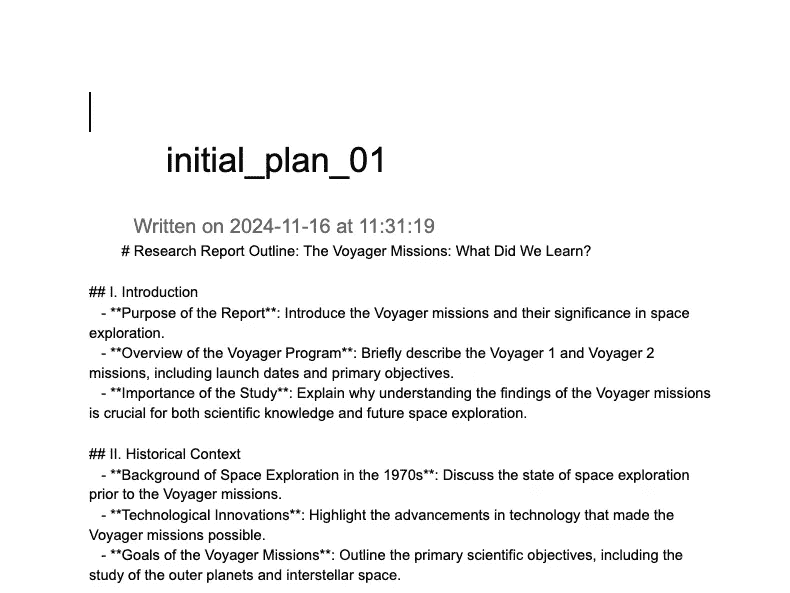 initial_plan_01
Written on 2024-11-16 at 11:31:19
# Research Report Outline: The Voyager Missions: What Did We Learn?
## I. Introduction
- **Purpose of the Report**: Introduce the Voyager missions and their significance in space
exploration.
- **Overview of the Voyager Program**: Briefly describe the Voyager 1 and Voyager 2
missions, including launch dates and primary objectives.
- **Importance of the Study**: Explain why understanding the findings of the Voyager missions
is crucial for both scientific knowledge and future space exploration.
## II. Historical Context
- **Background of Space Exploration in the 1970s**: Discuss the state of space exploration
prior to the Voyager missions.
- **Technological Innovations**: Highlight the advancements in technology that made the
Voyager missions possible.
- **Goals of the Voyager Missions**: Outline the primary scientific objectives, including the
study of the outer planets and interstellar space.